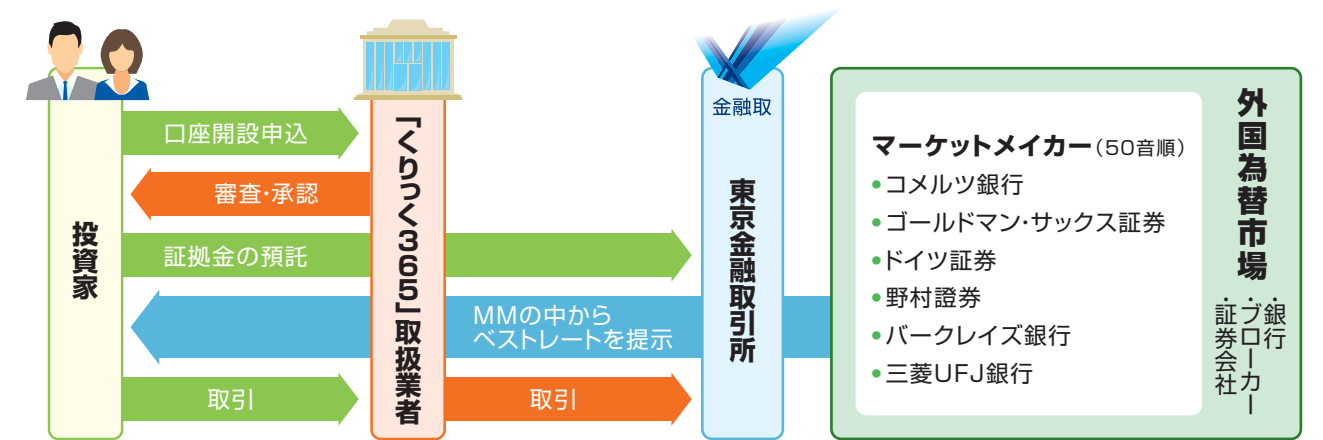 投資家
口座開設申込
審査・承認
証拠金の預託
MMの中から
ベストレートを提示
取引
「くりっく365」取扱業者
取引
金融取
東京金融取引所
マーケットメイカー（50音順）
•コメルツ銀行
•ゴールドマン・サックス証券
•ドイツ証券
•野村證券
•バークレイズ銀行
•三菱UFJ銀行
外国為替市場
・銀行
・ブローカー
・証券会社